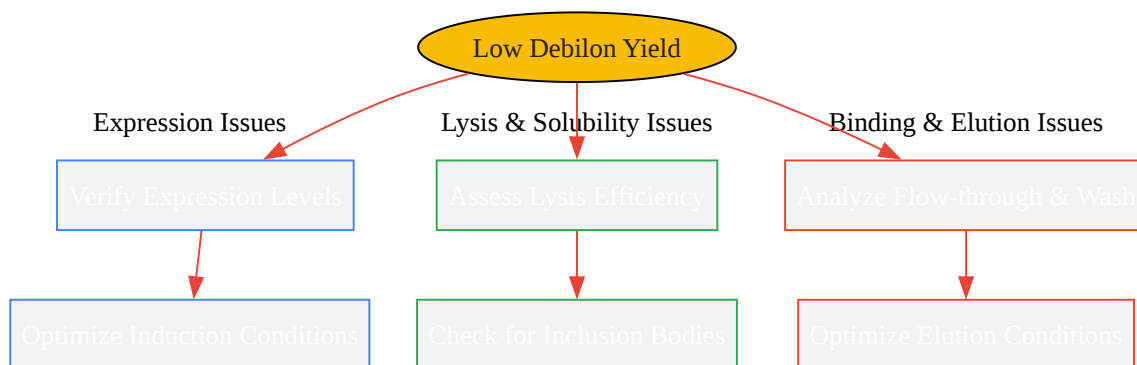 Low Debilon Yield
Expression Issues
Lysis & Solubility Issues
Binding & Elution Issues
Verify Expression Levels
Assess Lysis Efficiency
Analyze Flow-through & Wash
Optimize Induction Conditions
Check for Inclusion Bodies
Optimize Elution Conditions